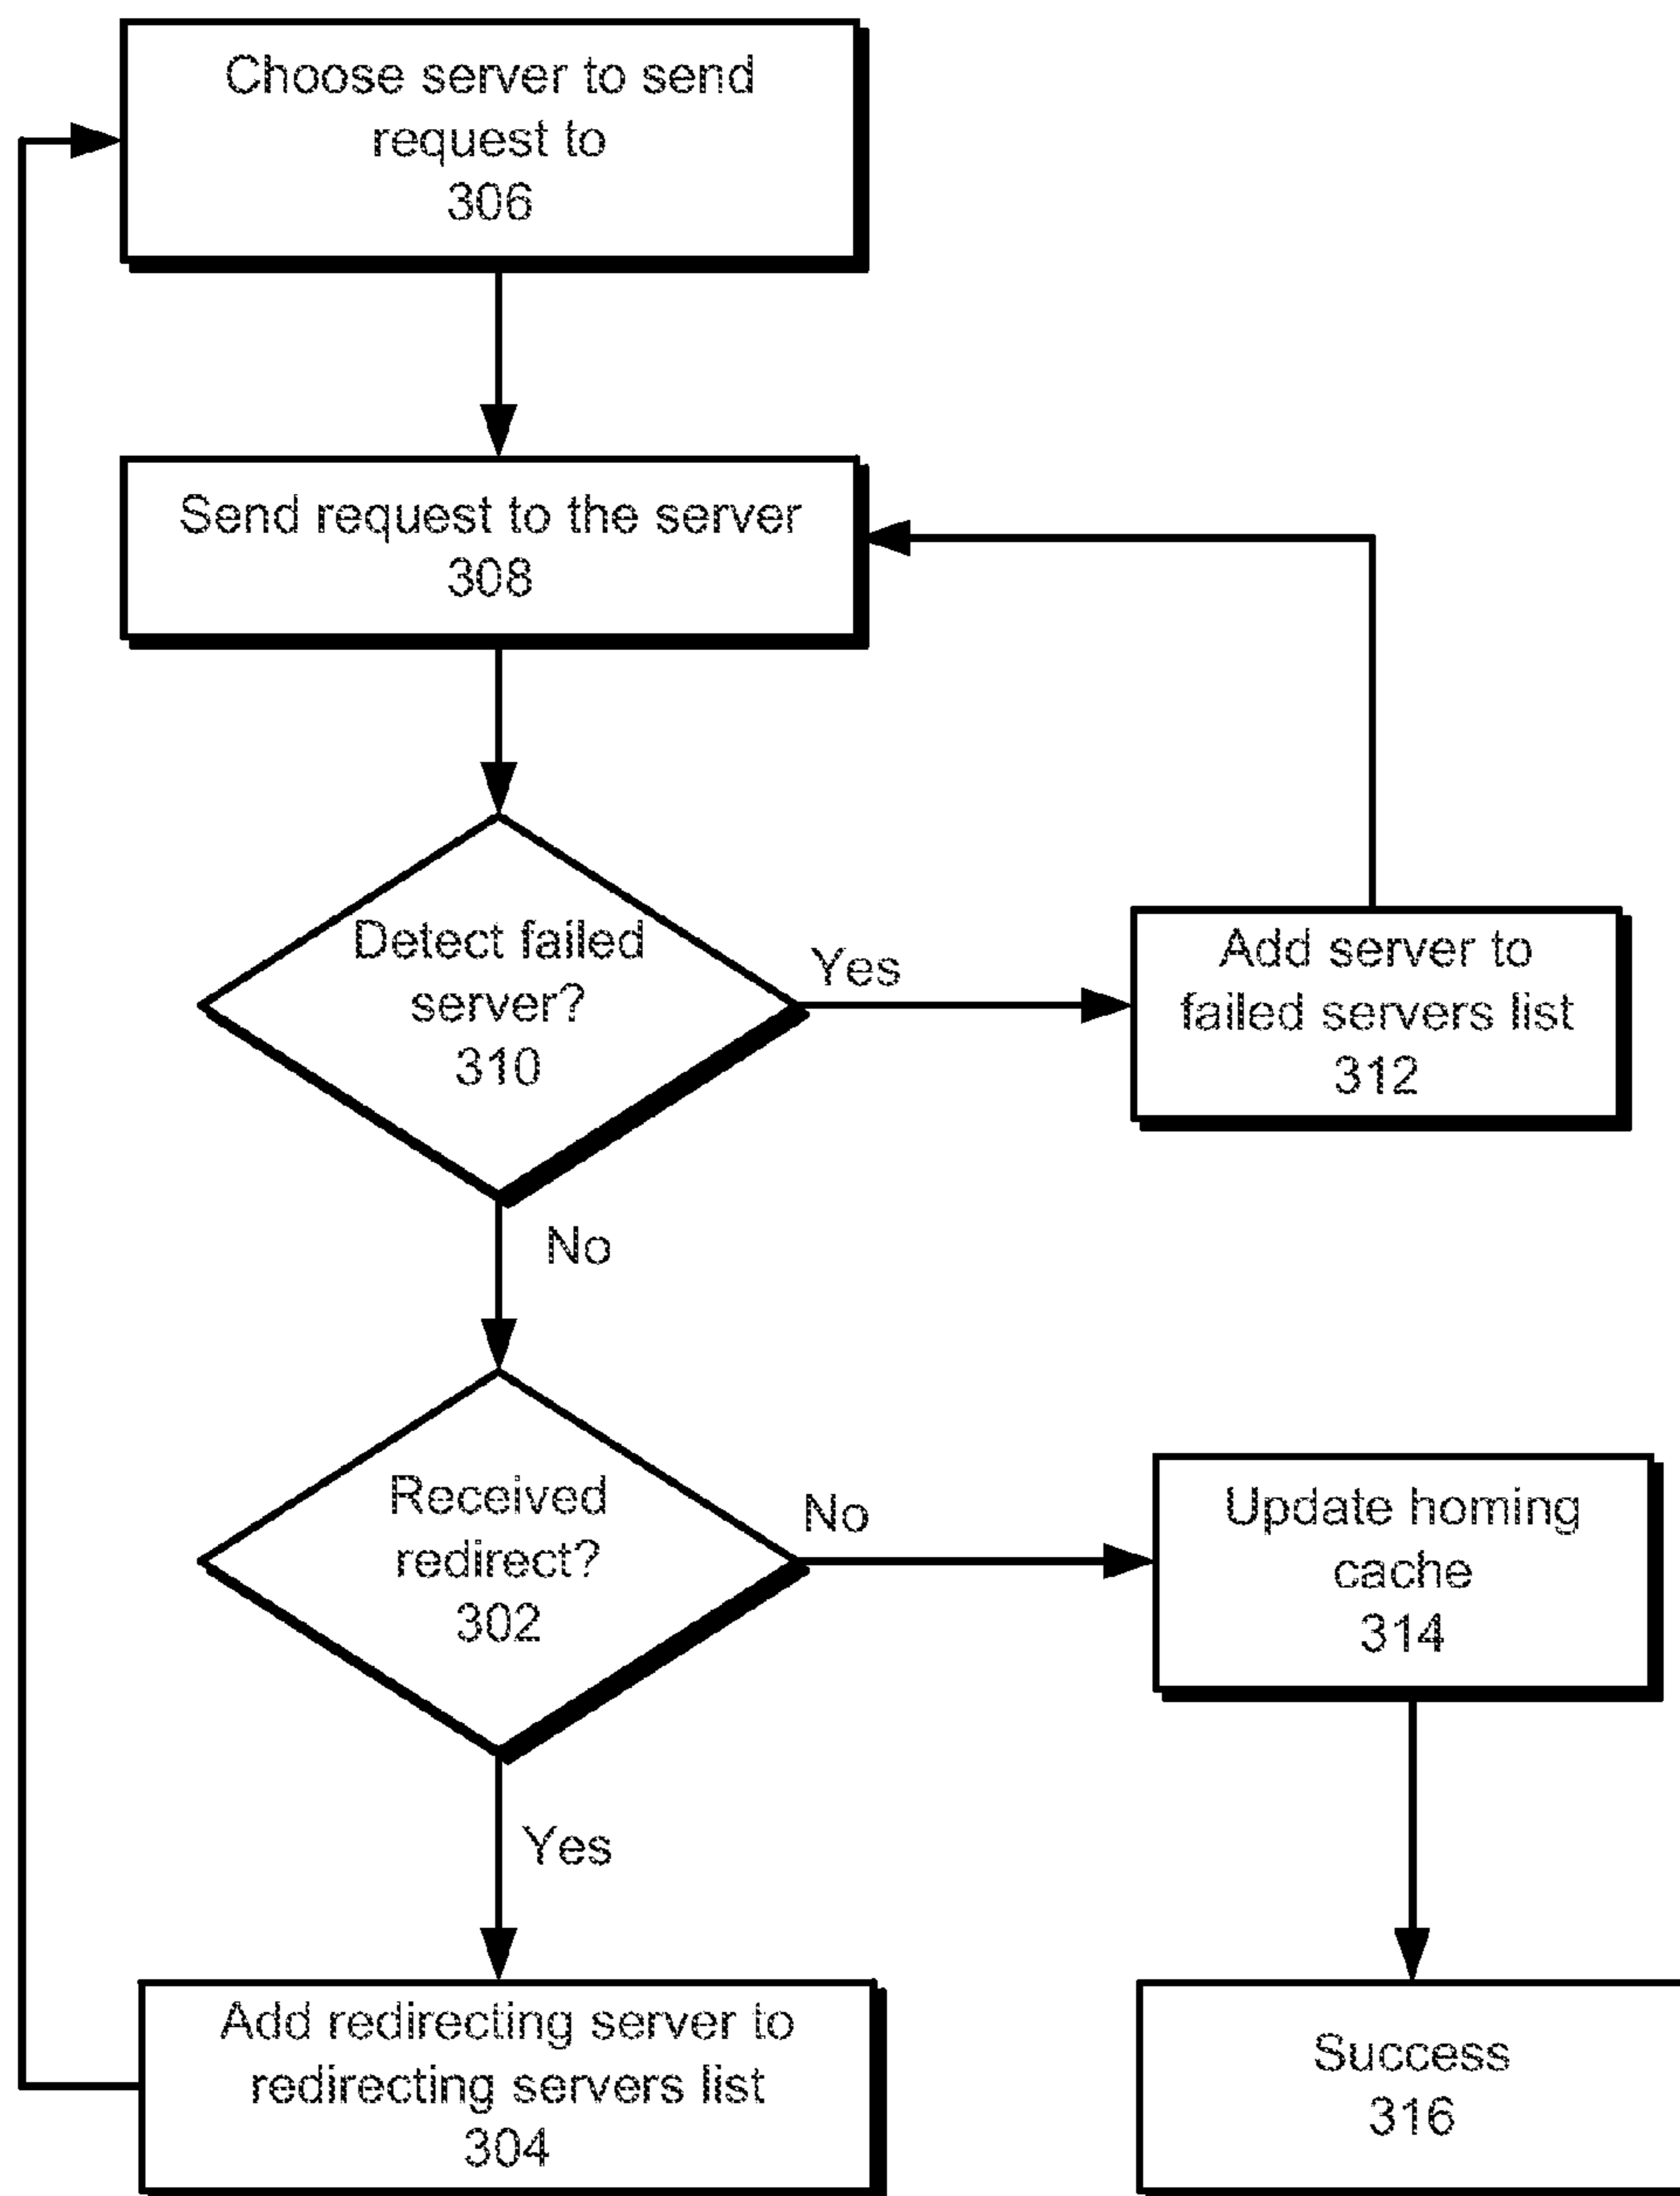 Choose server to send
request to
306
Send request to the server
308
Detect failed
server?
310
Yes
Add server to
failed servers list
312
No
Received
redirect?
302
No
Update homing
cache
314
Yes
Add redirecting server to
redirecting servers list
304
Success
316